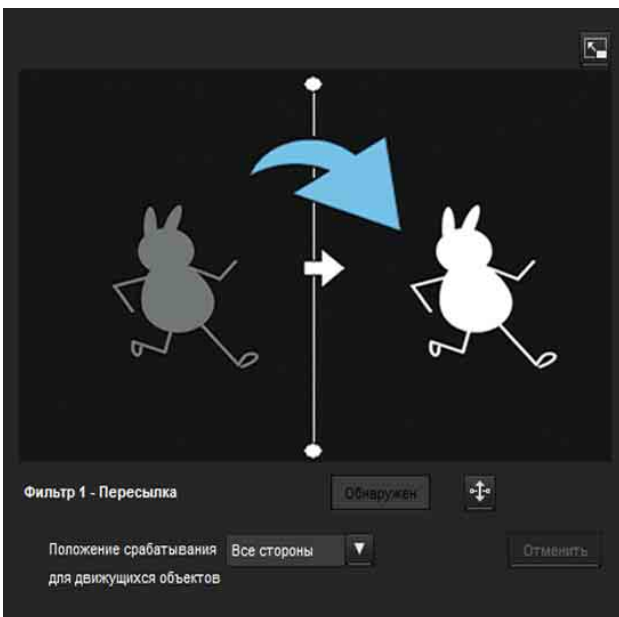 Фильтр 1 - Пересылка
Обнаружен
Положение срабатывания
Все стороны
Отменить
для движущихся объектов